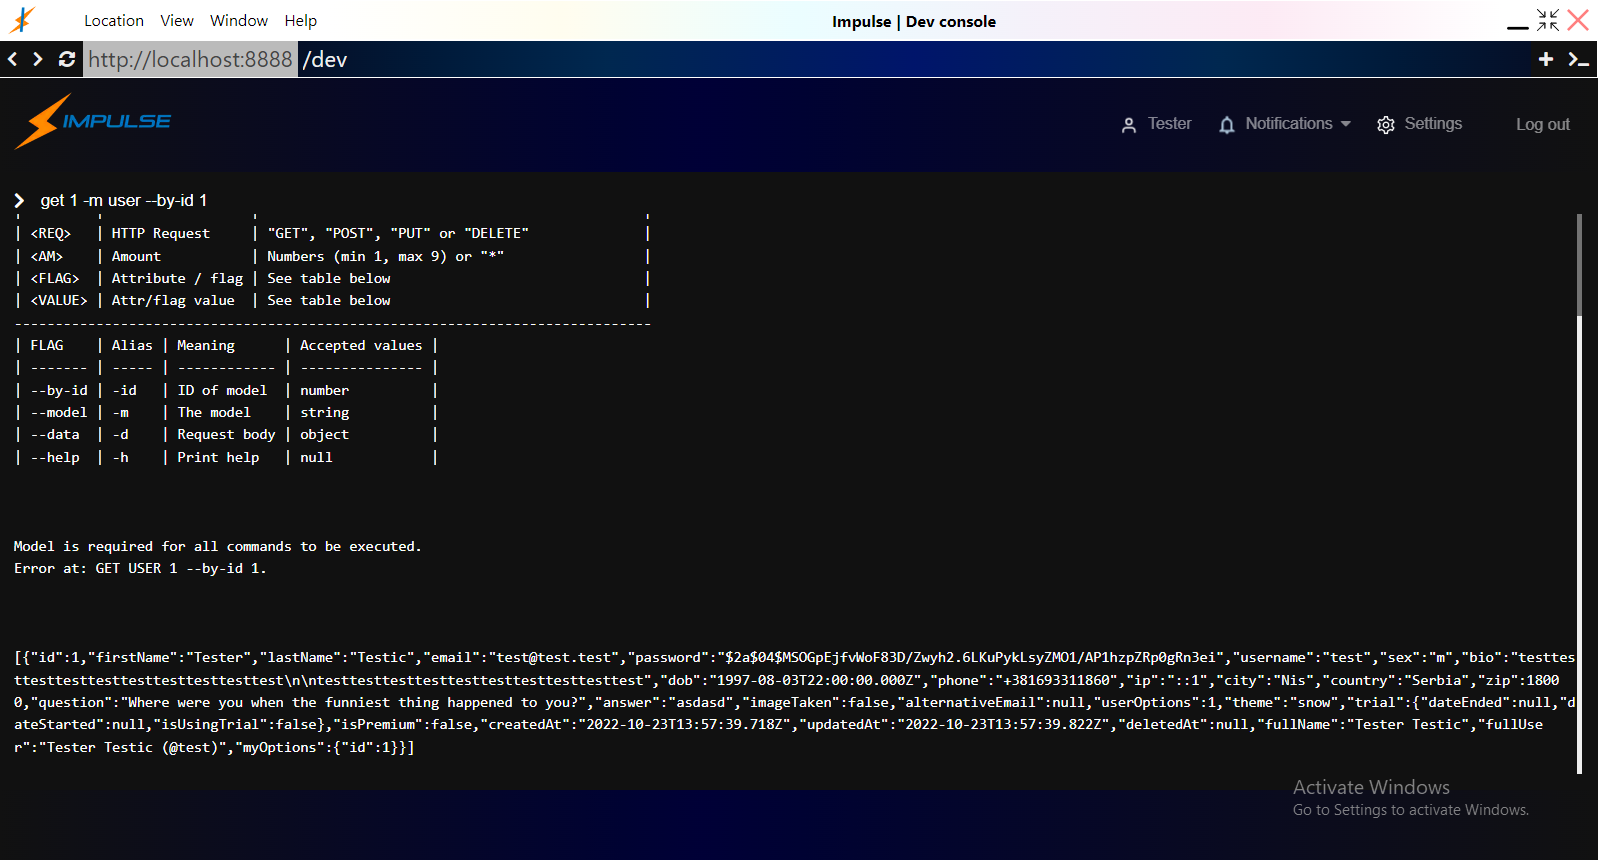 Location View Window Help Impulse | Dev console
http://localhost:8888 /dev
IMPULSE Tester Notifications Settings Log out
get 1 -m user --by-id 1
| <REQ> | HTTP Request | "GET", "POST", "PUT" or "DELETE" |
| <AM> | Amount | Numbers (min 1, max 9) or "*" |
| <FLAG> | Attribute / flag | See table below |
| <VALUE> | Attr/flag value | See table below |
------------------------------------------------------------------------------
| FLAG | Alias | Meaning | Accepted values |
| ------- | ----- | ------------ | --------------- |
| --by-id | -id | ID of model | number |
| --model | -m | The model | string |
| --data | -d | Request body | object |
| --help | -h | Print help | null |
Model is required for all commands to be executed.
Error at: GET USER 1 --by-id 1.
[{"id":1,"firstName":"Tester","lastName":"Testic","email":"test@test.test","password":"$2a$04$MSOGpEjfvWoF83D/Zwyh2.6LKuPykLsyZMO1/AP1hzpZRp0gRn3ei","username":"test","sex":"m","bio":"testtes
ttesttesttesttesttesttesttesttest\n\ntesttesttesttesttesttesttesttesttesttest","dob":"1997-08-03T22:00:00.000Z","phone":"+381693311860","ip":"::1","city":"Nis","country":"Serbia","zip":1800
0,"question":"Where were you when the funniest thing happened to you?","answer":"asdasd","imageTaken":false,"alternativeEmail":null,"userOptions":1,"theme":"snow","trial":{"dateEnded":null,"d
ateStarted":null,"isUsingTrial":false},"isPremium":false,"createdAt":"2022-10-23T13:57:39.718Z","updatedAt":"2022-10-23T13:57:39.822Z","deletedAt":null,"fullName":"Tester Testic","fullUse
r":"Tester Testic (@test)","myOptions":{"id":1}}]
Activate Windows
Go to Settings to activate Windows.